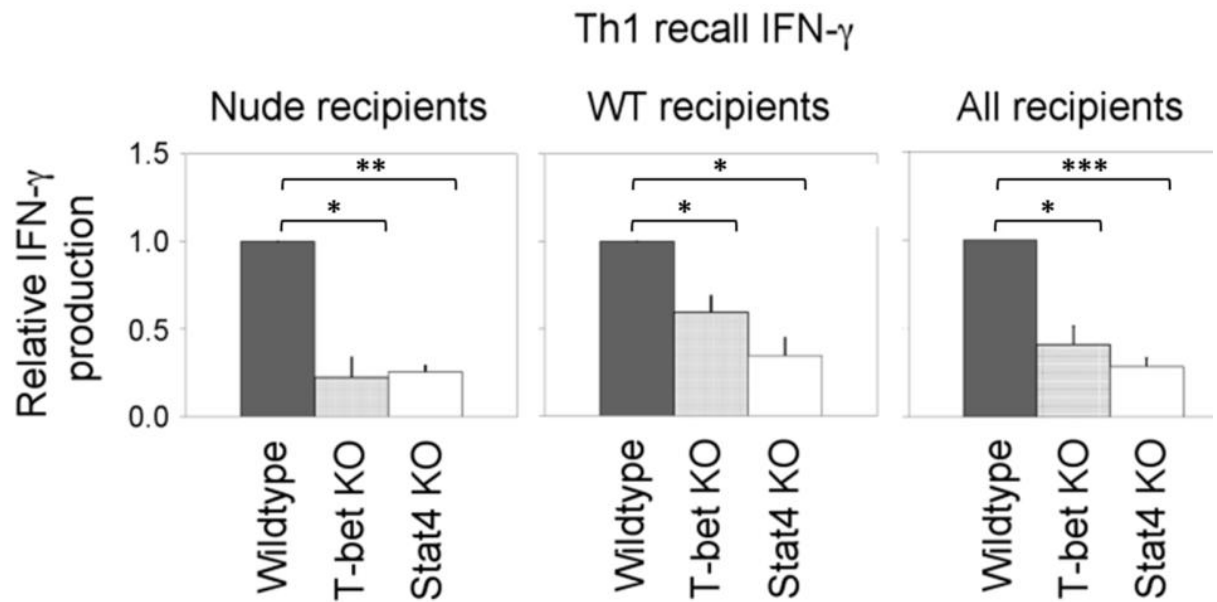 Th1 recall IFN-γ
Nude recipients
WT recipients
All recipients
Relative IFN-γ
production
1.5
1.0
0.5
0.0
**
*
*
*
***
*
Wildtype
T-bet KO
Stat4 KO
Wildtype
T-bet KO
Stat4 KO
Wildtype
T-bet KO
Stat4 KO